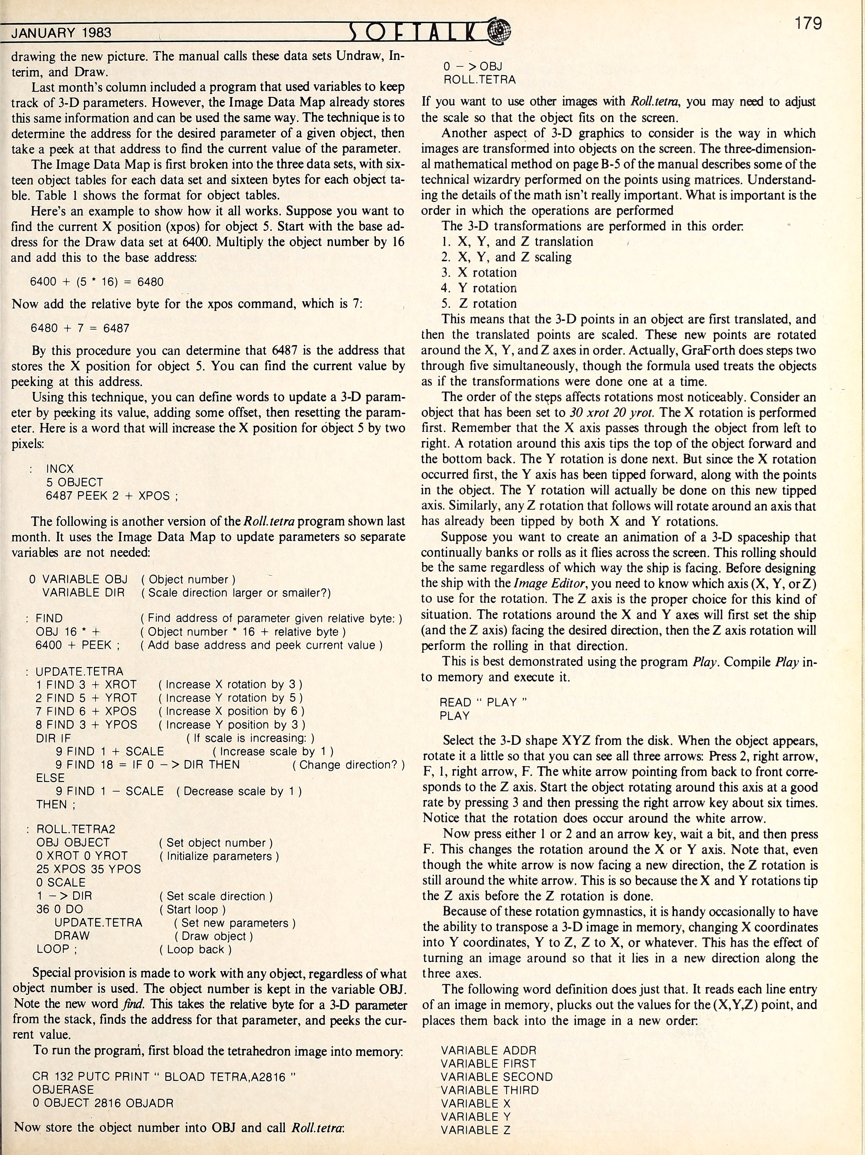 JANUARY 1983
SOFTALK
179
drawing the new picture. The manual calls these data sets Undraw, In-
terim, and Draw.
Last month's column included a program that used variables to keep
track of 3-D parameters. However, the Image Data Map already stores
this same information and can be used the same way. The technique is to
determine the address for the desired parameter of a given object, then
take a peek at that address to find the current value of the parameter.
The Image Data Map is first broken into the three data sets, with six-
teen object tables for each data set and sixteen bytes for each object ta-
ble. Table 1 shows the format for object tables.
Here's an example to show how it all works. Suppose you want to
find the current X position (xpos) for object 5. Start with the base ad-
dress for the Draw data set at 6400. Multiply the object number by 16
and add this to the base address:
6400 + (5 * 16) = 6480
Now add the relative byte for the xpos command, which is 7:
6480 + 7 = 6487
By this procedure you can determine that 6487 is the address that
stores the X position for object 5. You can find the current value by
peeking at this address.
Using this technique, you can define words to update a 3-D param-
eter by peeking its value, adding some offset, then resetting the param-
eter. Here is a word that will increase the X position for object 5 by two
pixels:
: INCX
5 OBJECT
6487 PEEK 2 + XPOS ;
The following is another version of the Roll.tetra program shown last
month. It uses the Image Data Map to update parameters so separate
variables are not needed:
0 VARIABLE OBJ ( Object number )
VARIABLE DIR ( Scale direction larger or smaller?)
: FIND ( Find address of parameter given relative byte: )
OBJ 16 * + ( Object number * 16 + relative byte )
6400 + PEEK ; ( Add base address and peek current value )
: UPDATE.TETRA
1 FIND 3 + XROT ( Increase X rotation by 3 )
2 FIND 5 + YROT ( Increase Y rotation by 5 )
7 FIND 6 + XPOS ( Increase X position by 6 )
8 FIND 3 + YPOS ( Increase Y position by 3 )
DIR IF ( If scale is increasing: )
9 FIND 1 + SCALE ( Increase scale by 1 )
9 FIND 18 = IF 0 - > DIR THEN ( Change direction? )
ELSE
9 FIND 1 - SCALE ( Decrease scale by 1 )
THEN ;
: ROLL.TETRA2
OBJ OBJECT ( Set object number )
0 XROT 0 YROT ( Initialize parameters )
25 XPOS 35 YPOS
0 SCALE
1 - > DIR ( Set scale direction )
36 0 DO ( Start loop )
UPDATE.TETRA ( Set new parameters )
DRAW ( Draw object )
LOOP ; ( Loop back )
Special provision is made to work with any object, regardless of what
object number is used. The object number is kept in the variable OBJ.
Note the new word find. This takes the relative byte for a 3-D parameter
from the stack, finds the address for that parameter, and peeks the cur-
rent value.
To run the program, first bload the tetrahedron image into memory:
CR 132 PUTC PRINT " BLOAD TETRA,A2816 "
OBJERASE
0 OBJECT 2816 OBJADR
Now store the object number into OBJ and call Roll.tetra:
0 - > OBJ
ROLL.TETRA
If you want to use other images with Roll.tetra, you may need to adjust
the scale so that the object fits on the screen.
Another aspect of 3-D graphics to consider is the way in which
images are transformed into objects on the screen. The three-dimension-
al mathematical method on page B-5 of the manual describes some of the
technical wizardry performed on the points using matrices. Understand-
ing the details of the math isn't really important. What is important is the
order in which the operations are performed
The 3-D transformations are performed in this order:
1. X, Y, and Z translation
2. X, Y, and Z scaling
3. X rotation
4. Y rotation
5. Z rotation
This means that the 3-D points in an object are first translated, and
then the translated points are scaled. These new points are rotated
around the X, Y, and Z axes in order. Actually, GraForth does steps two
through five simultaneously, though the formula used treats the objects
as if the transformations were done one at a time.
The order of the steps affects rotations most noticeably. Consider an
object that has been set to 30 xrot 20 yrot. The X rotation is performed
first. Remember that the X axis passes through the object from left to
right. A rotation around this axis tips the top of the object forward and
the bottom back. The Y rotation is done next. But since the X rotation
occurred first, the Y axis has been tipped forward, along with the points
in the object. The Y rotation will actually be done on this new tipped
axis. Similarly, any Z rotation that follows will rotate around an axis that
has already been tipped by both X and Y rotations.
Suppose you want to create an animation of a 3-D spaceship that
continually banks or rolls as it flies across the screen. This rolling should
be the same regardless of which way the ship is facing. Before designing
the ship with the Image Editor, you need to know which axis (X, Y, or Z)
to use for the rotation. The Z axis is the proper choice for this kind of
situation. The rotations around the X and Y axes will first set the ship
(and the Z axis) facing the desired direction, then the Z axis rotation will
perform the rolling in that direction.
This is best demonstrated using the program Play. Compile Play in-
to memory and execute it.
READ " PLAY "
PLAY
Select the 3-D shape XYZ from the disk. When the object appears,
rotate it a little so that you can see all three arrows: Press 2, right arrow,
F, 1, right arrow, F. The white arrow pointing from back to front corre-
sponds to the Z axis. Start the object rotating around this axis at a good
rate by pressing 3 and then pressing the right arrow key about six times.
Notice that the rotation does occur around the white arrow.
Now press either 1 or 2 and an arrow key, wait a bit, and then press
F. This changes the rotation around the X or Y axis. Note that, even
though the white arrow is now facing a new direction, the Z rotation is
still around the white arrow. This is so because the X and Y rotations tip
the Z axis before the Z rotation is done.
Because of these rotation gymnastics, it is handy occasionally to have
the ability to transpose a 3-D image in memory, changing X coordinates
into Y coordinates, Y to Z, Z to X, or whatever. This has the effect of
turning an image around so that it lies in a new direction along the
three axes.
The following word definition does just that. It reads each line entry
of an image in memory, plucks out the values for the (X,Y,Z) point, and
places them back into the image in a new order:
VARIABLE ADDR
VARIABLE FIRST
VARIABLE SECOND
VARIABLE THIRD
VARIABLE X
VARIABLE Y
VARIABLE Z